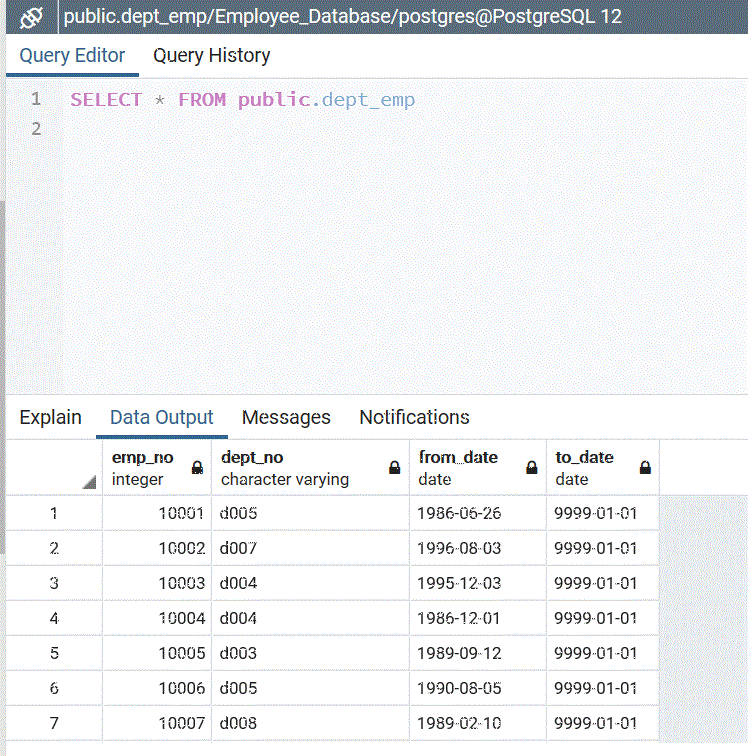 public.dept_emp/Employee_Database/postgres@PostgreSQL 12
Query Editor Query History
1 SELECT * FROM public.dept_emp
2
Explain Data Output Messages Notifications
emp_no dept_no from_date to_date
integer character varying date date
1 10001 d005 1986-06-26 9999-01-01
2 10002 d007 1996-08-03 9999-01-01
3 10003 d004 1995-12-03 9999-01-01
4 10004 d004 1986-12-01 9999-01-01
5 10005 d003 1989-09-12 9999-01-01
6 10006 d005 1990-08-05 9999-01-01
7 10007 d008 1989-02-10 9999-01-01